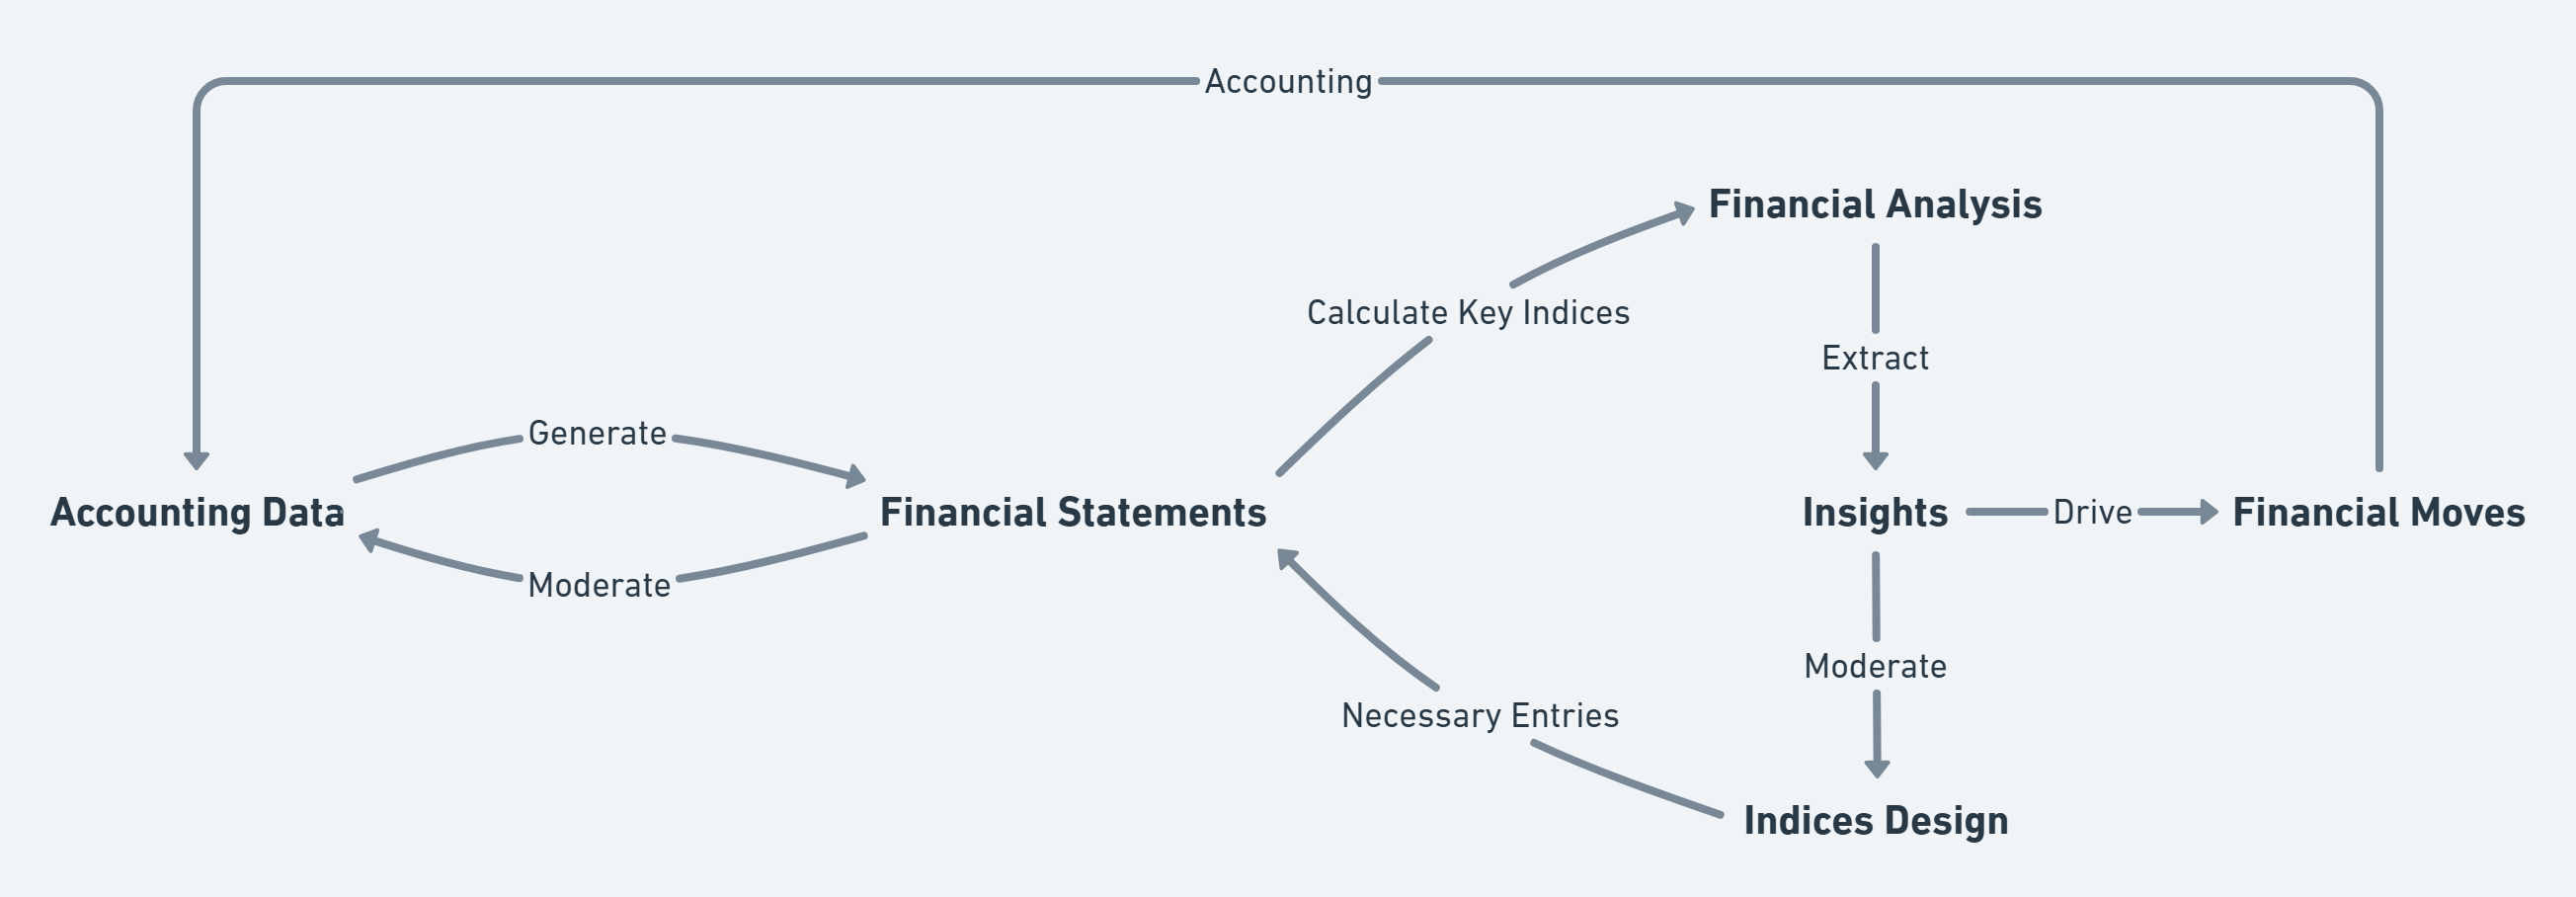 Accounting
Financial Analysis
Calculate Key Indices
Extract
Generate
Accounting Data
Financial Statements
Insights
Drive
Financial Moves
Moderate
Moderate
Necessary Entries
Indices Design